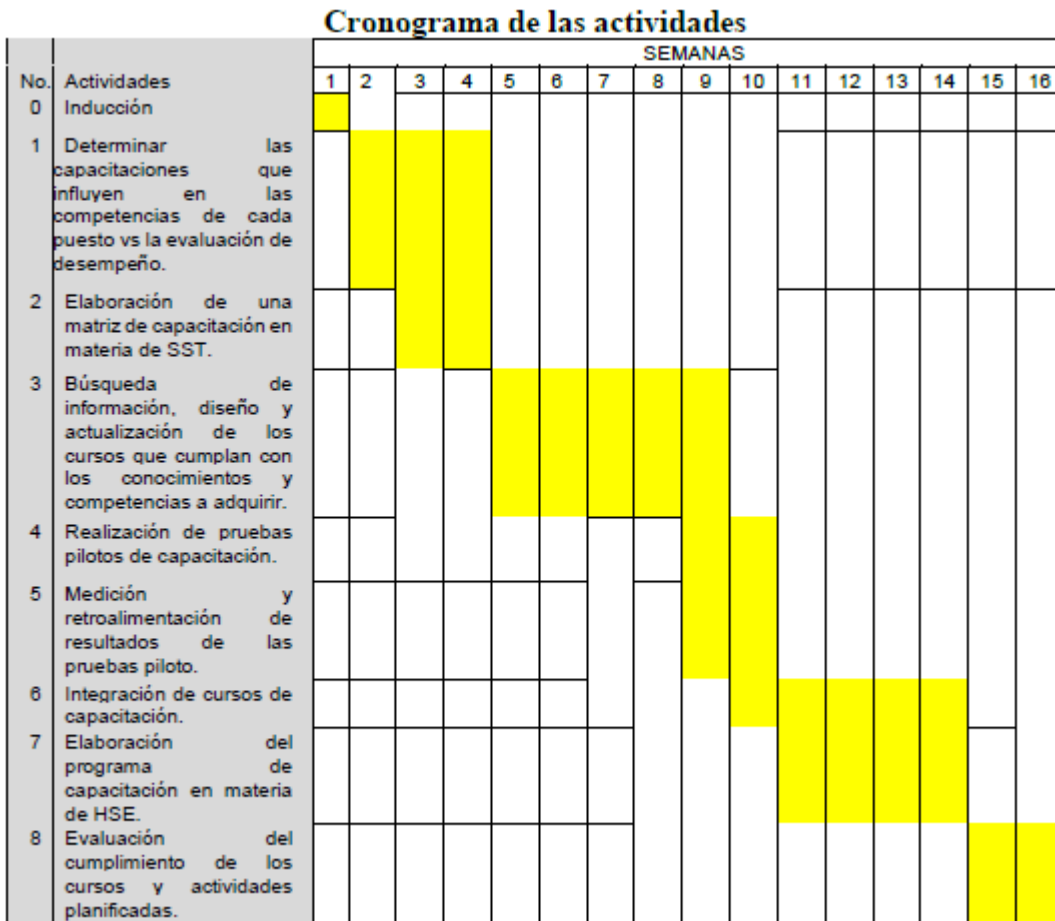 Cronograma de las actividades
SEMANAS
No. Actividades 1 2 3 4 5 6 7 8 9 10 11 12 13 14 15 16
0 Inducción
1 Determinar las
capacitaciones que
influyen en las
competencias de cada
puesto vs la evaluación de
desempeño.
2 Elaboración de una
matriz de capacitación en
materia de SST.
3 Búsqueda de
información, diseño y
actualización de los
cursos que cumplan con
los conocimientos y
competencias a adquirir.
4 Realización de pruebas
pilotos de capacitación.
5 Medición y
retroalimentación de
resultados de las
pruebas piloto.
6 Integración de cursos de
capacitación.
7 Elaboración del
programa de
capacitación en materia
de HSE.
8 Evaluación del
cumplimiento de los
cursos y actividades
planificadas.